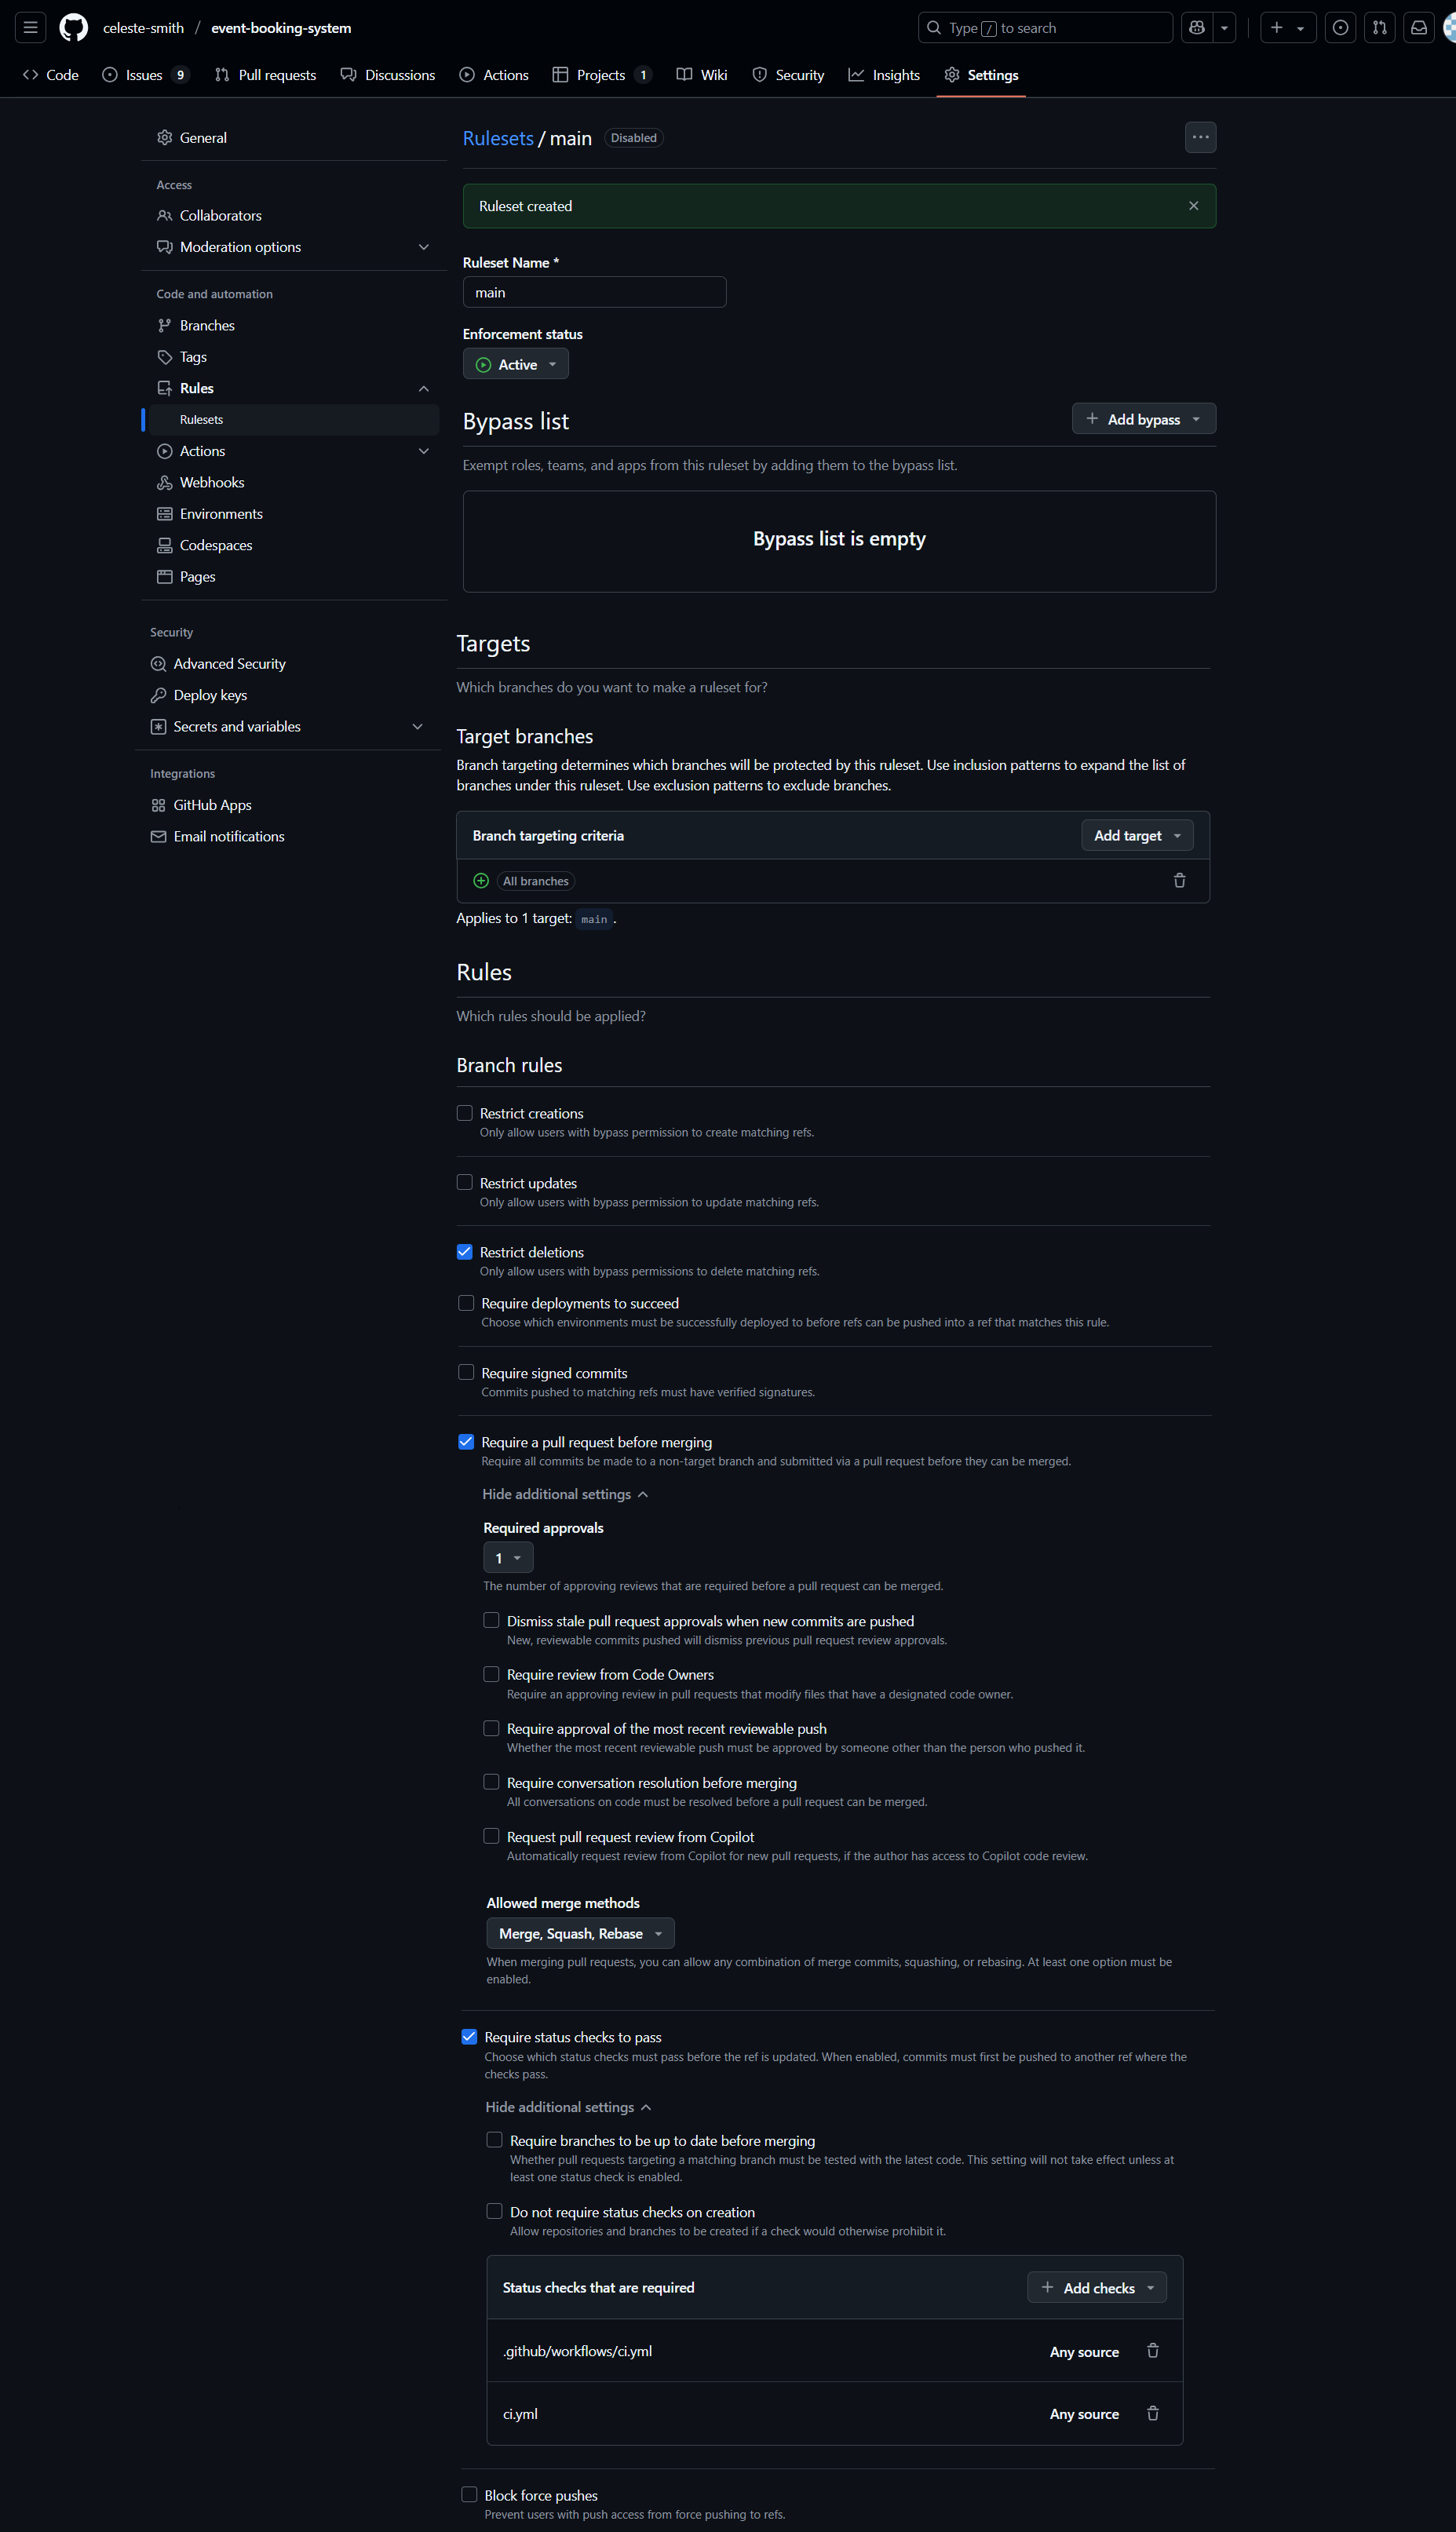 celeste-smith / event-booking-system
Type / to search
Code
Issues 9
Pull requests
Discussions
Actions
Projects 1
Wiki
Security
Insights
Settings
General
Access
Collaborators
Moderation options
Code and automation
Branches
Tags
Rules
Rulesets
Actions
Webhooks
Environments
Codespaces
Pages
Security
Advanced Security
Deploy keys
Secrets and variables
Integrations
GitHub Apps
Email notifications
Rulesets / main Disabled
Ruleset created
Ruleset Name *
main
Enforcement status
Active
Bypass list
Add bypass
Exempt roles, teams, and apps from this ruleset by adding them to the bypass list.
Bypass list is empty
Targets
Which branches do you want to make a ruleset for?
Target branches
Branch targeting determines which branches will be protected by this ruleset. Use inclusion patterns to expand the list of
branches under this ruleset. Use exclusion patterns to exclude branches.
Branch targeting criteria
Add target
All branches
Applies to 1 target: main.
Rules
Which rules should be applied?
Branch rules
Restrict creations
Only allow users with bypass permission to create matching refs.
Restrict updates
Only allow users with bypass permission to update matching refs.
Restrict deletions
Only allow users with bypass permissions to delete matching refs.
Require deployments to succeed
Choose which environments must be successfully deployed to before refs can be pushed into a ref that matches this rule.
Require signed commits
Commits pushed to matching refs must have verified signatures.
Require a pull request before merging
Require all commits be made to a non-target branch and submitted via a pull request before they can be merged.
Hide additional settings
Required approvals
1
The number of approving reviews that are required before a pull request can be merged.
Dismiss stale pull request approvals when new commits are pushed
New, reviewable commits pushed will dismiss previous pull request review approvals.
Require review from Code Owners
Require an approving review in pull requests that modify files that have a designated code owner.
Require approval of the most recent reviewable push
Whether the most recent reviewable push must be approved by someone other than the person who pushed it.
Require conversation resolution before merging
All conversations on code must be resolved before a pull request can be merged.
Request pull request review from Copilot
Automatically request review from Copilot for new pull requests, if the author has access to Copilot code review.
Allowed merge methods
Merge, Squash, Rebase
When merging pull requests, you can allow any combination of merge commits, squashing, or rebasing. At least one option must be
enabled.
Require status checks to pass
Choose which status checks must pass before the ref is updated. When enabled, commits must first be pushed to another ref where the
checks pass.
Hide additional settings
Require branches to be up to date before merging
Whether pull requests targeting a matching branch must be tested with the latest code. This setting will not take effect unless at
least one status check is enabled.
Do not require status checks on creation
Allow repositories and branches to be created if a check would otherwise prohibit it.
Status checks that are required
Add checks
.github/workflows/ci.yml Any source
ci.yml Any source
Block force pushes
Prevent users with push access from force pushing to refs.